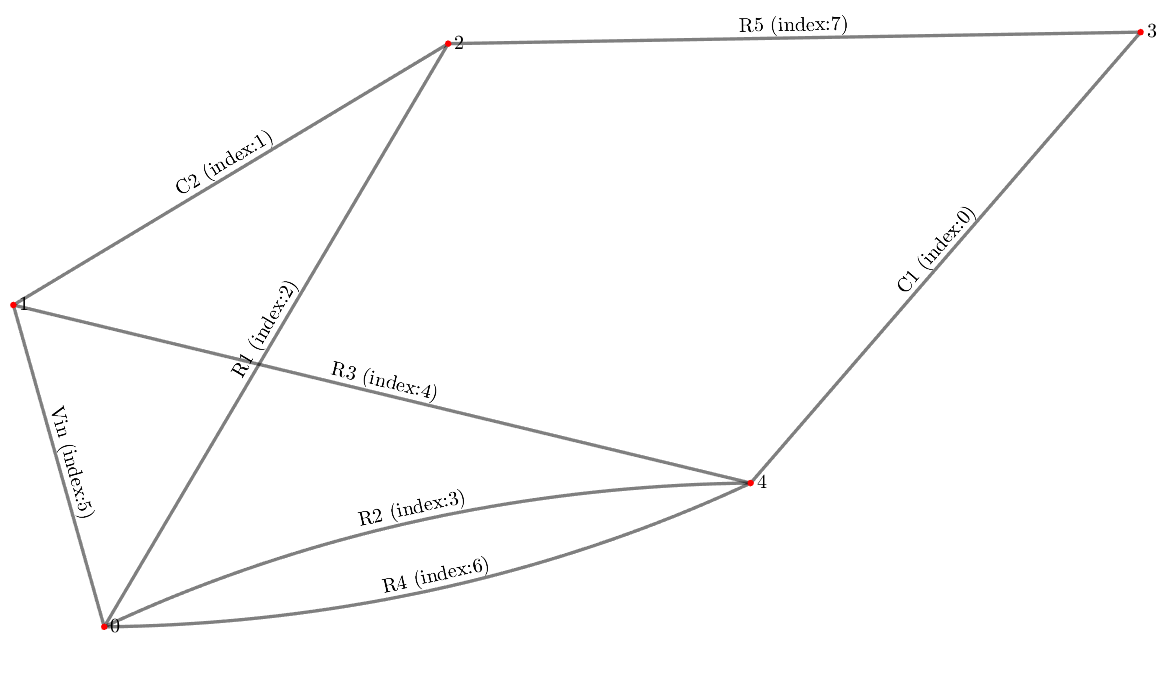 R5 (index:7)
3
2
C2 (index:1)
C1 (index:0)
1
R1 (index:2)
R3 (index:4)
Vin (index:5)
4
R2 (index:3)
R4 (index:6)
0